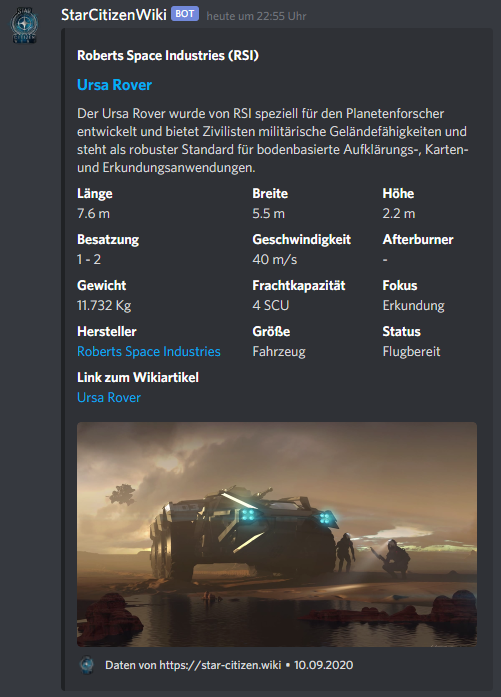 StarCitizenWiki BOT heute um 22:55 Uhr
Roberts Space Industries (RSI)
Ursa Rover
Der Ursa Rover wurde von RSI speziell für den Planetenforscher
entwickelt und bietet Zivilisten militärische Geländefähigkeiten und
steht als robuster Standard für bodenbasierte Aufklärungs-, Karten-
und Erkundungsanwendungen.
Länge Breite Höhe
7.6 m 5.5 m 2.2 m
Besatzung Geschwindigkeit Afterburner
1 - 2 40 m/s -
Gewicht Frachtkapazität Fokus
11.732 Kg 4 SCU Erkundung
Hersteller Größe Status
Roberts Space Industries Fahrzeug Flugbereit
Link zum Wikiartikel
Ursa Rover
Daten von https://star-citizen.wiki • 10.09.2020